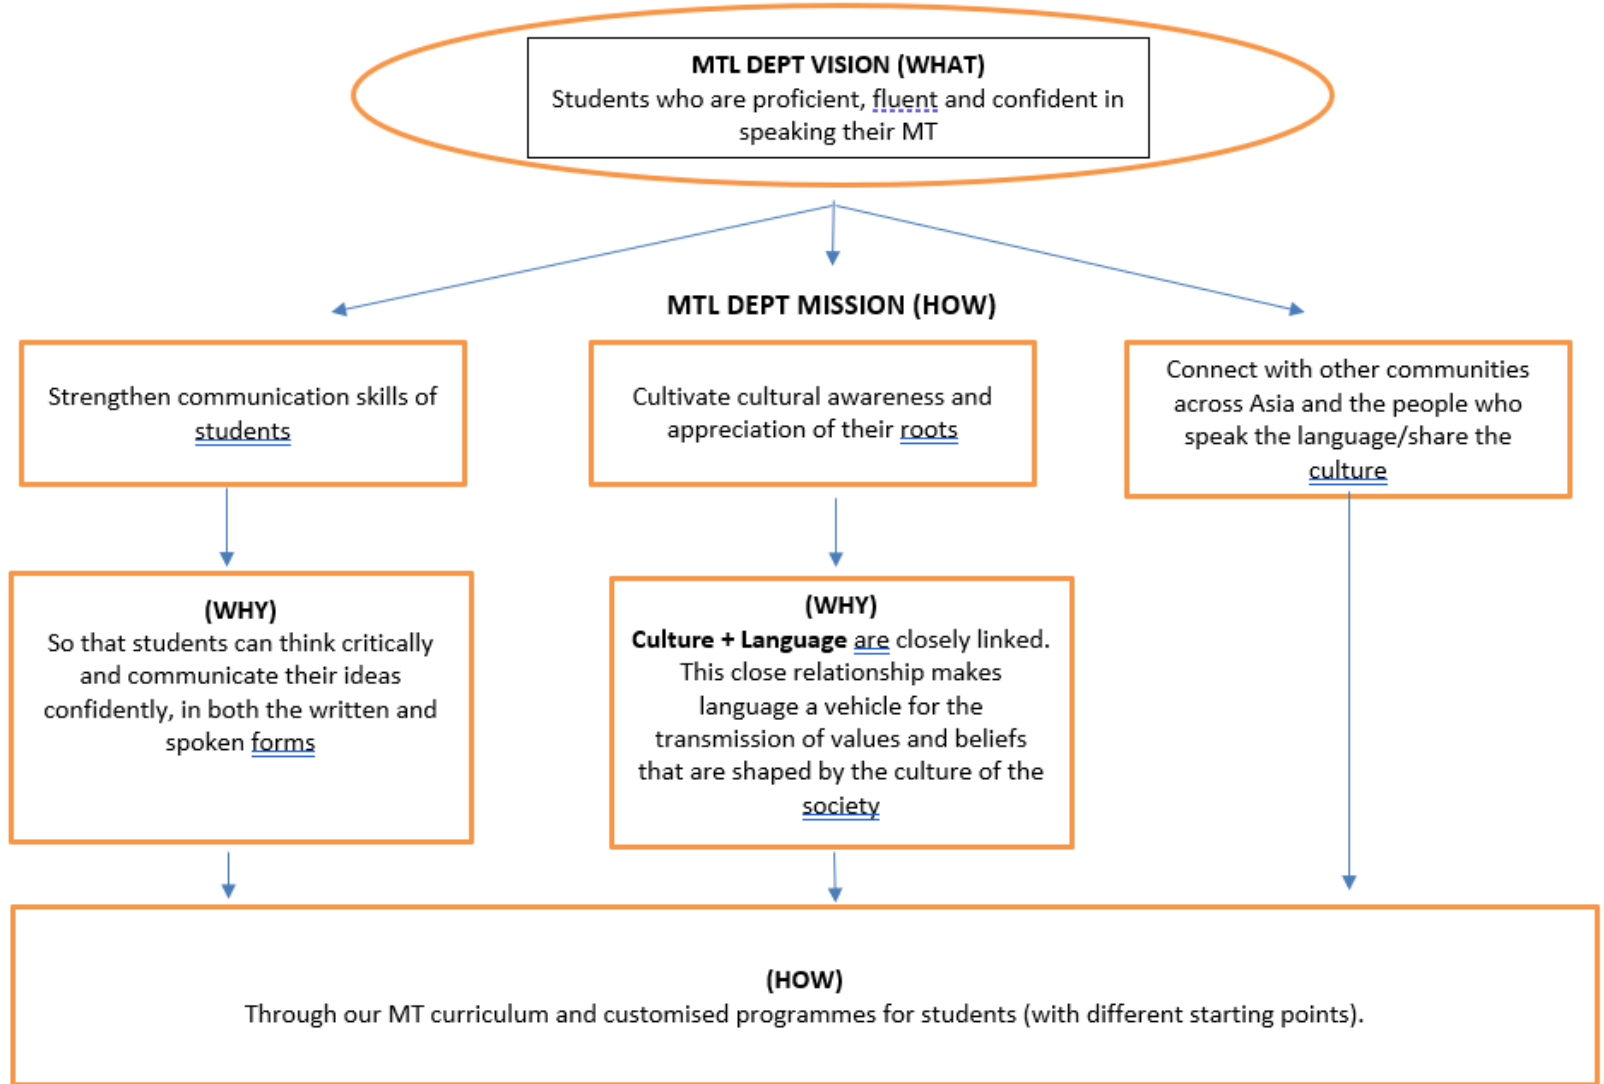 MTL DEPT VISION (WHAT)
Students who are proficient, fluent and confident in
speaking their MT
MTL DEPT MISSION (HOW)
Strengthen communication skills of
students
Cultivate cultural awareness and
appreciation of their roots
Connect with other communities
across Asia and the people who
speak the language/share the
culture
(WHY)
So that students can think critically
and communicate their ideas
confidently, in both the written and
spoken forms
(WHY)
Culture + Language are closely linked.
This close relationship makes
language a vehicle for the
transmission of values and beliefs
that are shaped by the culture of the
society
(HOW)
Through our MT curriculum and customised programmes for students (with different starting points).